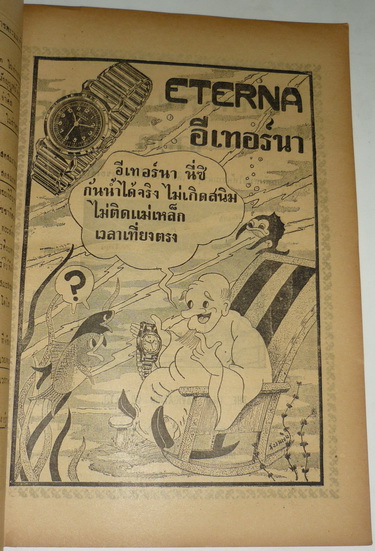 ETERNA
อีเทอร์นา
อีเทอร์นา นี่ซิ
กันน้ำได้จริง ไม่เกิดสนิม
ไม่ติดแม่เหล็ก
เวลาเที่ยงตรง
?